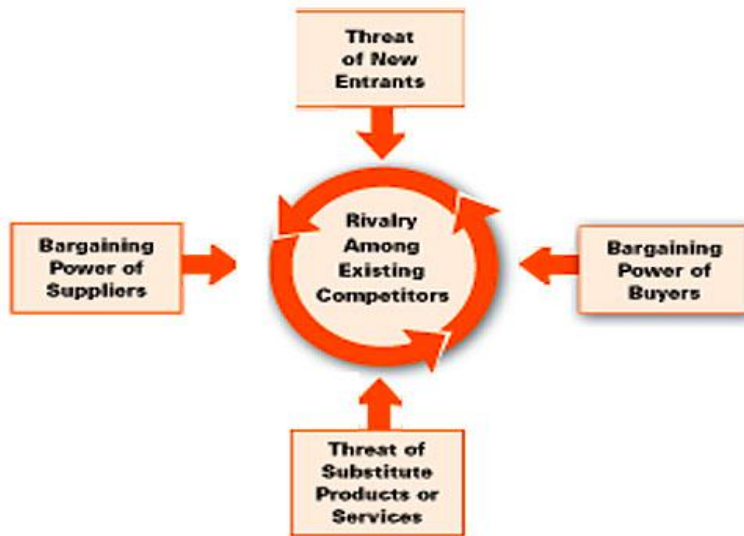 Threat
of New
Entrants
Bargaining
Power of
Suppliers
Rivalry
Among
Existing
Competitors
Bargaining
Power of
Buyers
Threat of
Substitute
Products or
Services